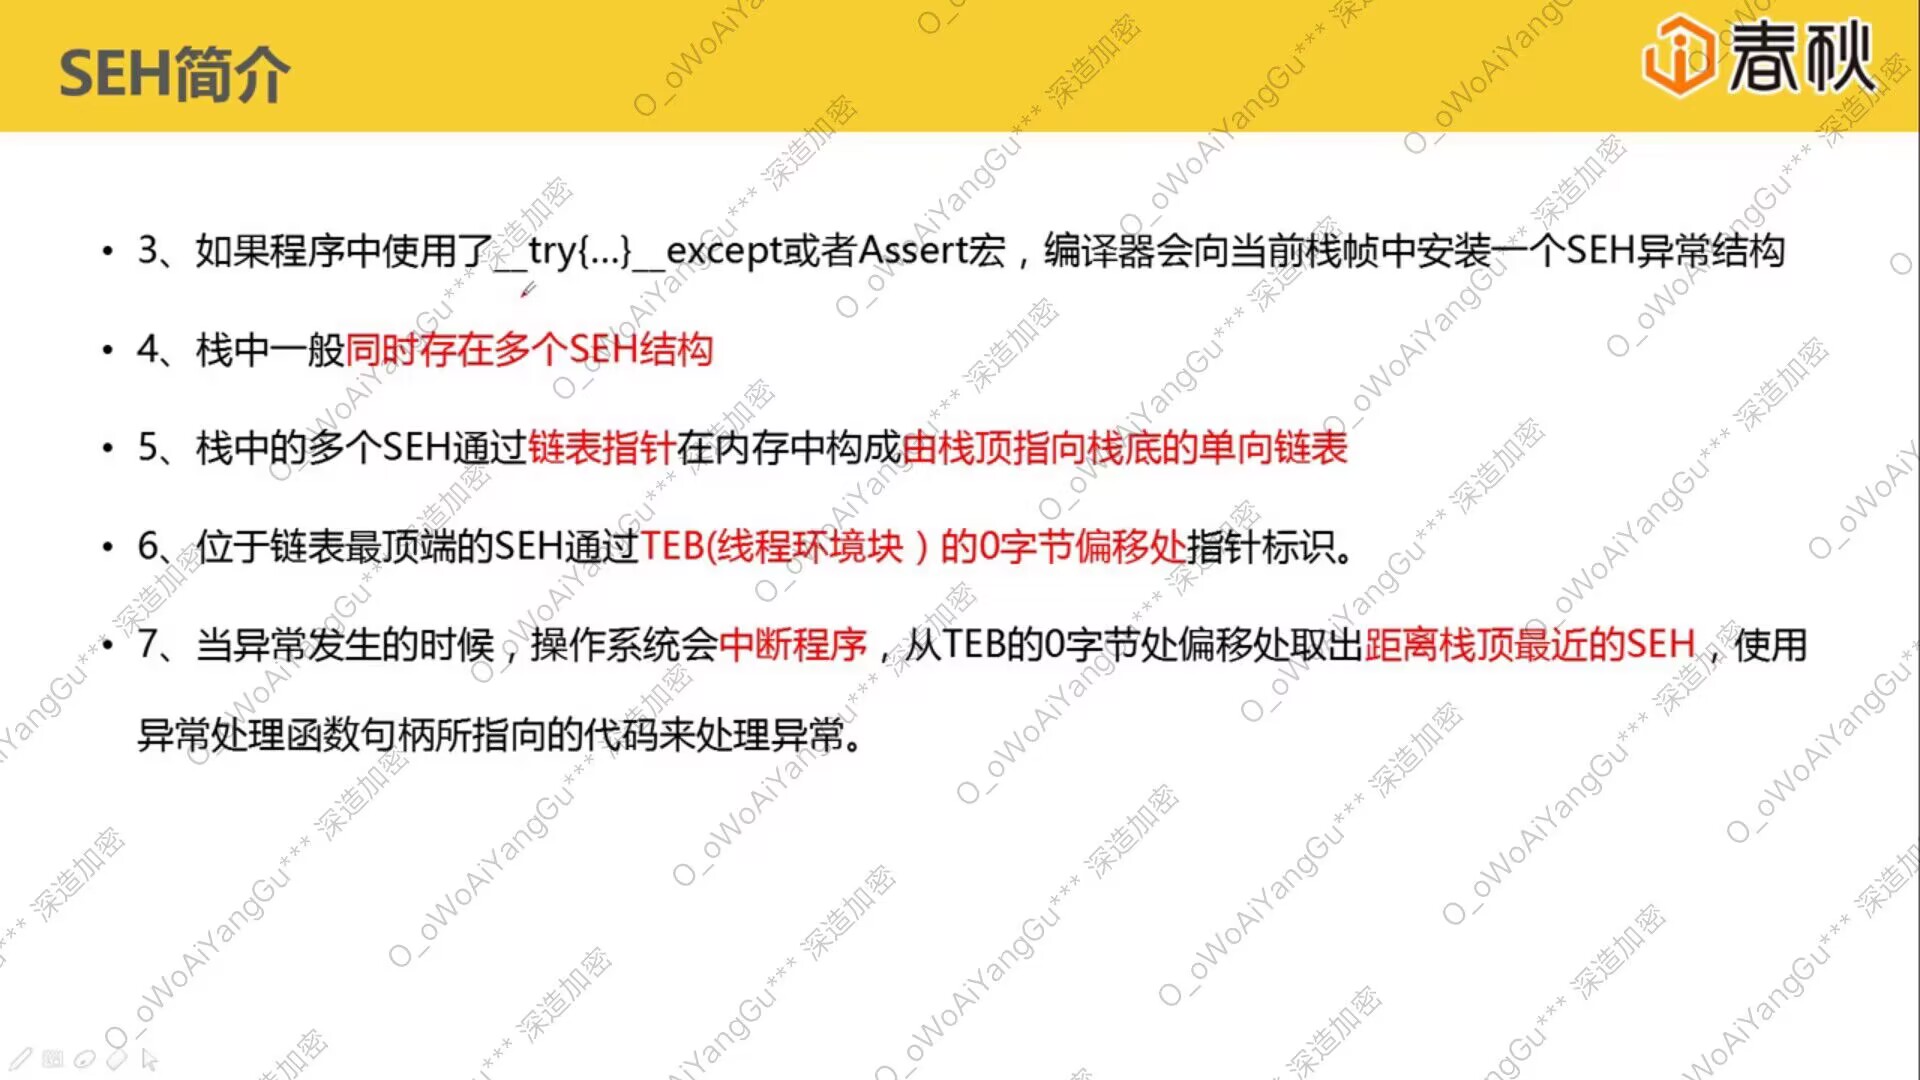 SEH简介
春秋
• 3、如果程序中使用了__try{...}__except或者Assert宏，编译器会向当前栈帧中安装一个SEH异常结构
• 4、栈中一般同时存在多个SEH结构
• 5、栈中的多个SEH通过链表指针在内存中构成由栈顶指向栈底的单向链表
• 6、位于链表最顶端的SEH通过TEB(线程环境块）的0字节偏移处指针标识。
• 7、当异常发生的时候，操作系统会中断程序，从TEB的0字节处偏移处取出距离栈顶最近的SEH，使用
异常处理函数句柄所指向的代码来处理异常。
O_oWoAiYangGu*** 深造加密